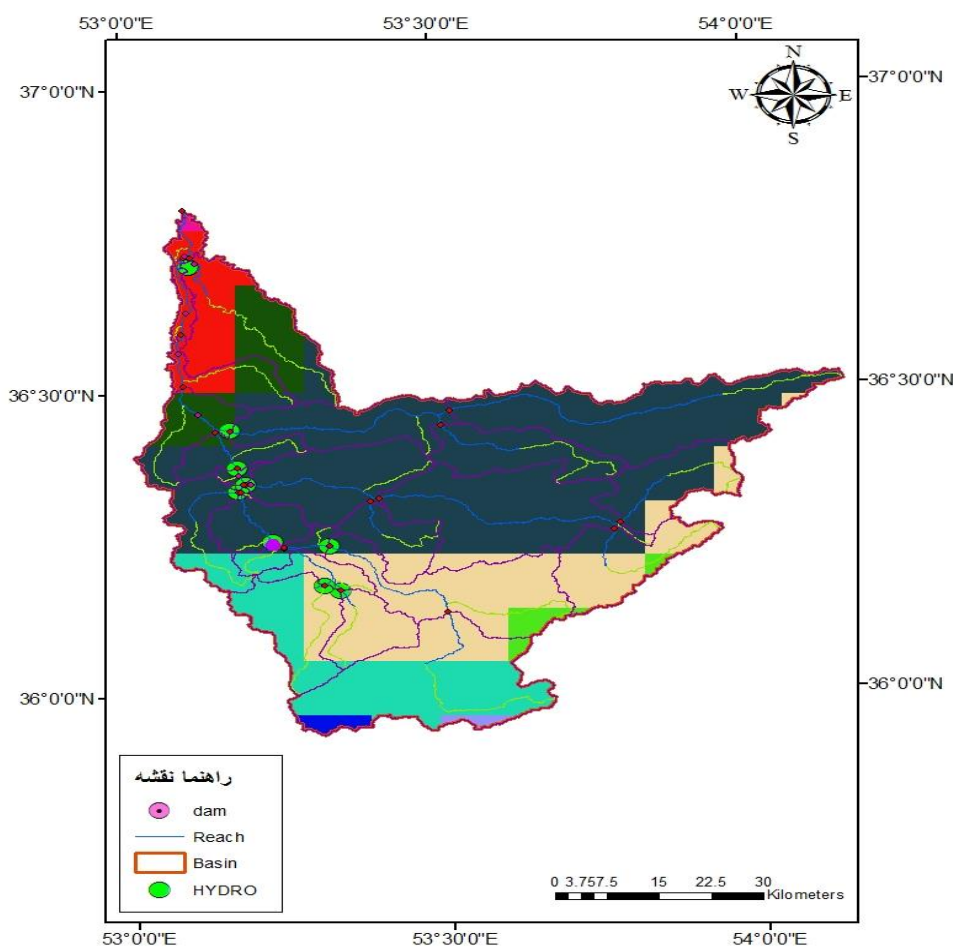 53°0'0"E 53°30'0"E 54°0'0"E
37°0'0"N 37°0'0"N
N
W E
S
36°30'0"N 36°30'0"N
36°0'0"N 36°0'0"N
راهنما نقشه
dam
Reach
Basin
HYDRO
0 3.757.5 15 22.5 30
Kilometers
53°0'0"E 53°30'0"E 54°0'0"E